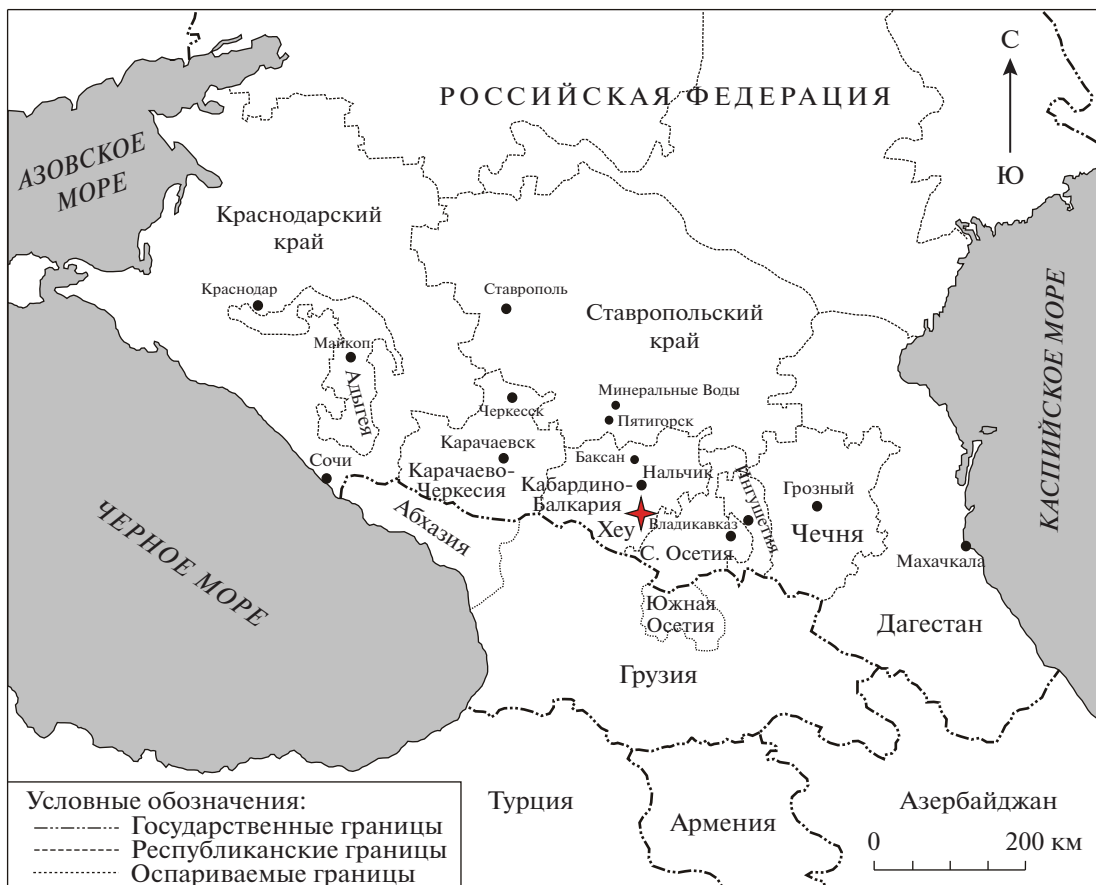 РОССИЙСКАЯ ФЕДЕРАЦИЯ
С
Ю
АЗОВСКОЕ
МОРЕ
Краснодарский
край
Краснодар
Майкоп
Адыгея
Ставрополь
Ставропольский
край
Минеральные Воды
Пятигорск
Черкесск
Карачаевск
Карачаево-
Черкесия
Баксан
Нальчик
Кабардино-
Балкария
Хеу
Владикавказ
С. Осетия
Ингушетия
Грозный
Чечня
Махачкала
Дагестан
КАСПИЙСКОЕ МОРЕ
Сочи
Абхазия
ЧЕРНОЕ МОРЕ
Южная
Осетия
Грузия
Турция
Армения
Азербайджан
0 200 км
Условные обозначения:
Государственные границы
Республиканские границы
Оспариваемые границы